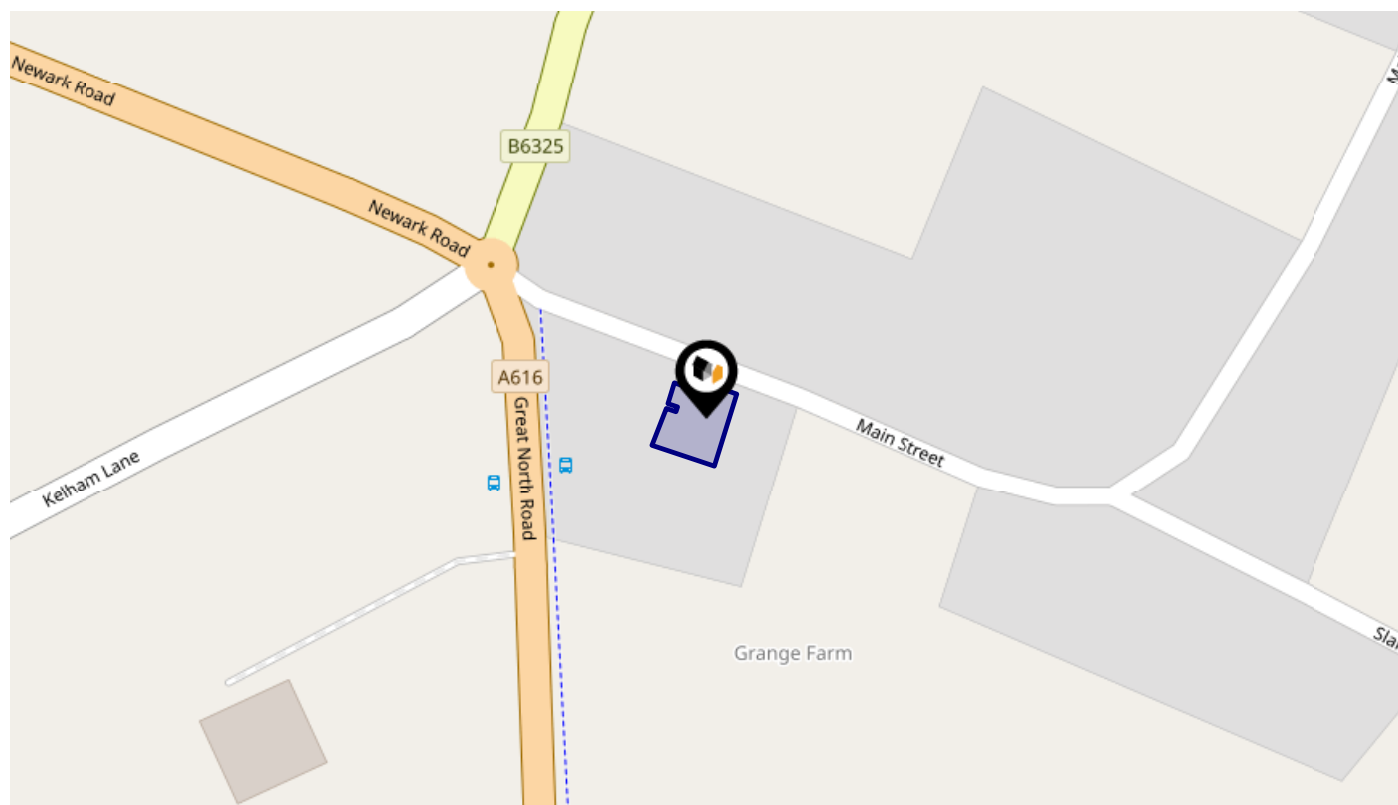 Newark Road
B6325
Newark Road
A616
Great North Road
Main Street
Kelham Lane
Grange Farm